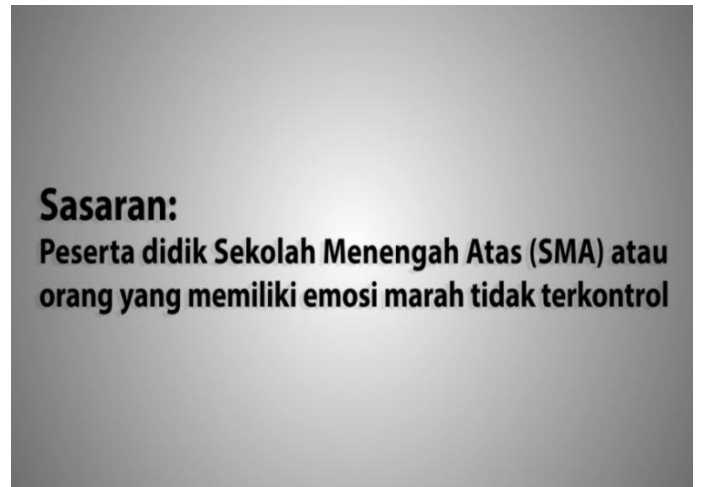 Sasaran:
Peserta didik Sekolah Menengah Atas (SMA) atau
orang yang memiliki emosi marah tidak terkontrol